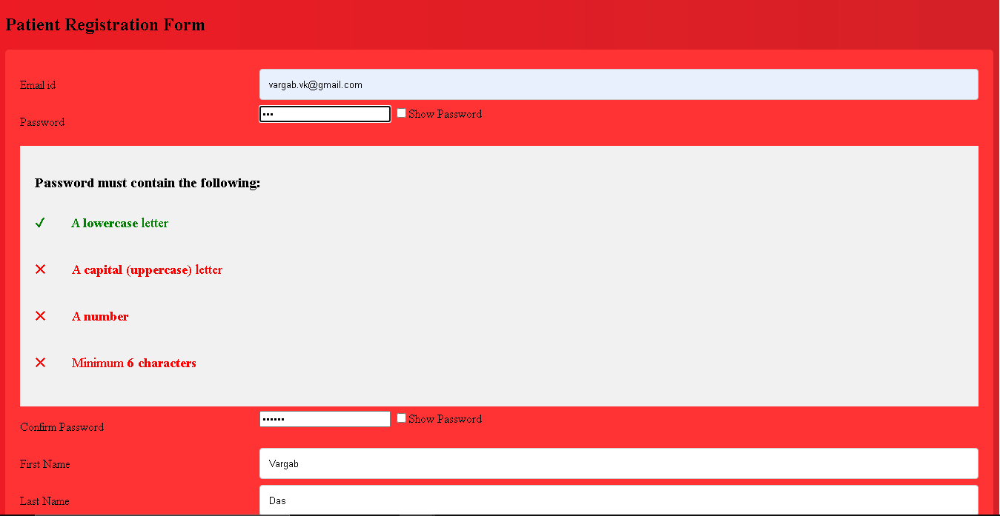 Patient Registration Form
Email id
vargab.vk@gmail.com
Password
•••
Show Password
Password must contain the following:
✓ A lowercase letter
✕ A capital (uppercase) letter
✕ A number
✕ Minimum 6 characters
Confirm Password
••••••
Show Password
First Name
Vargab
Last Name
Das